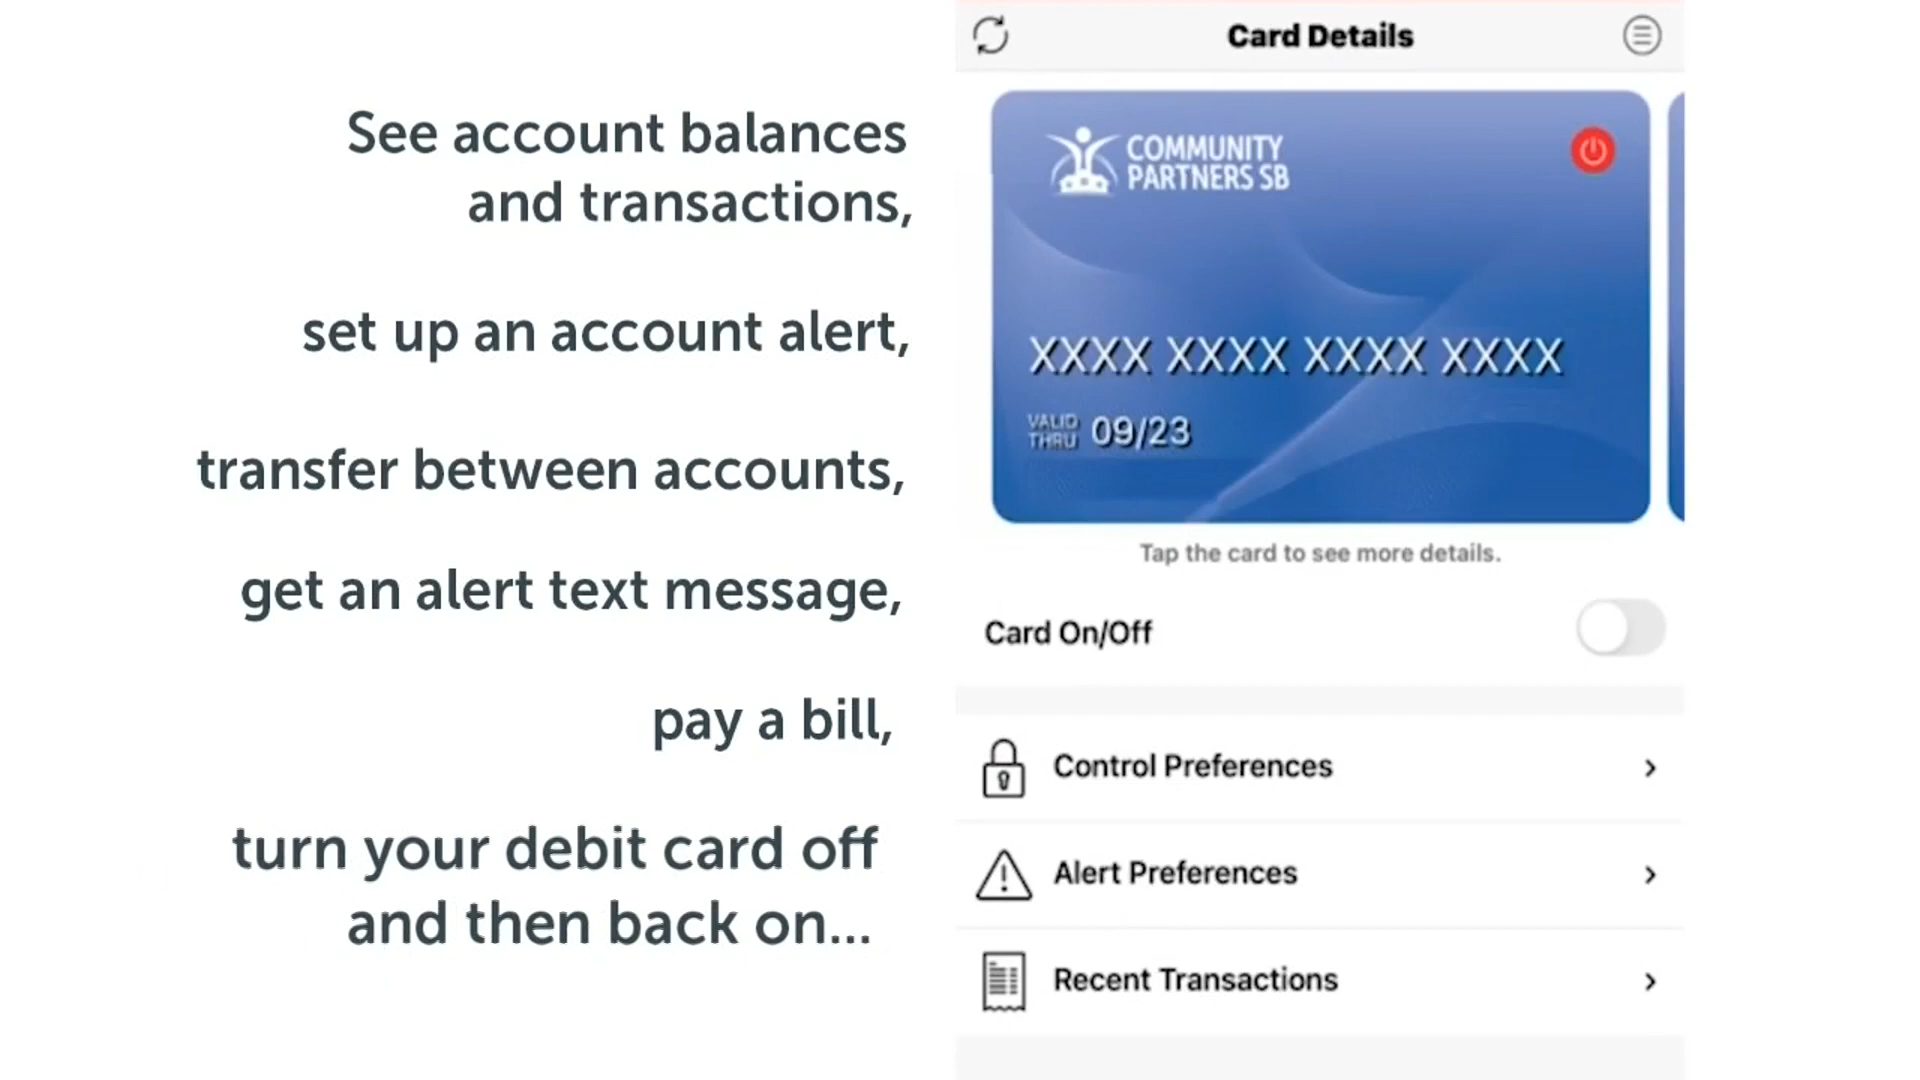 See account balances
and transactions,
set up an account alert,
transfer between accounts,
get an alert text message,
pay a bill,
turn your debit card off
and then back on...
Card Details
COMMUNITY
PARTNERS SB
XXXX XXXX XXXX XXXX
VALID
THRU 09/23
Tap the card to see more details.
Card On/Off
Control Preferences
Alert Preferences
Recent Transactions